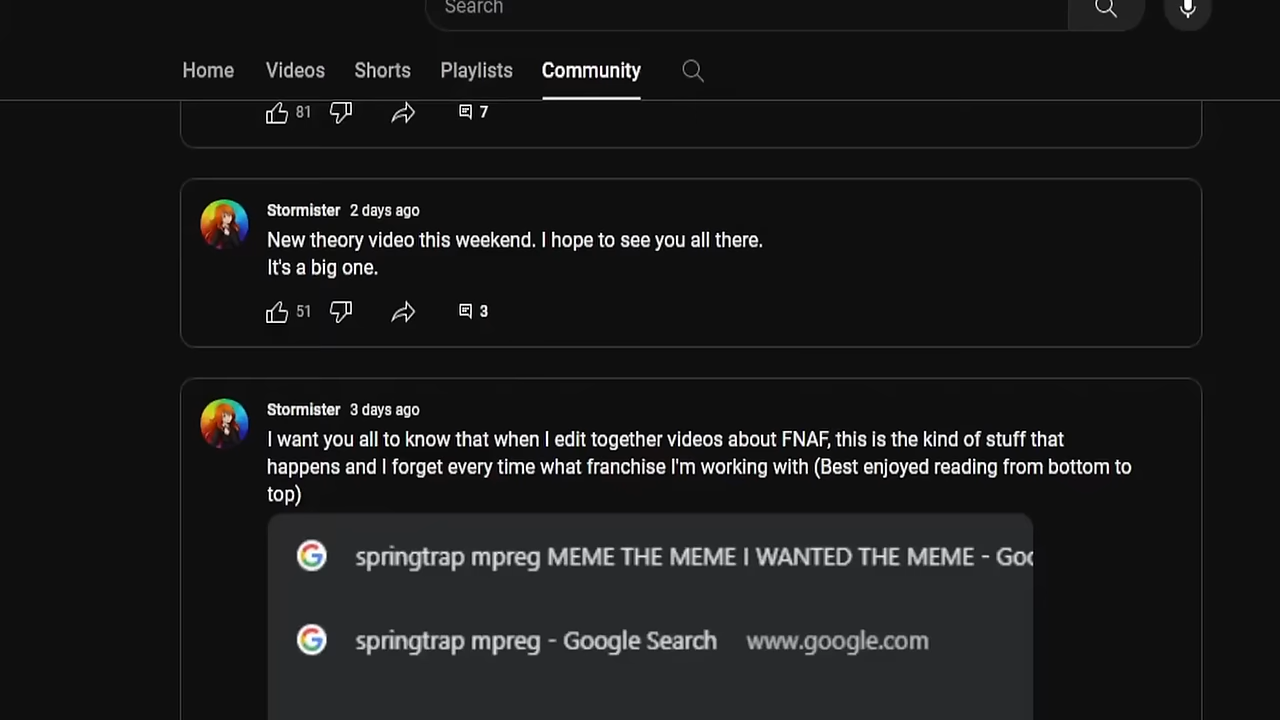 Search
Home Videos Shorts Playlists Community
81 7
Stormister 2 days ago
New theory video this weekend. I hope to see you all there.
It's a big one.
51 3
Stormister 3 days ago
I want you all to know that when I edit together videos about FNAF, this is the kind of stuff that
happens and I forget every time what franchise I'm working with (Best enjoyed reading from bottom to
top)
springtrap mpreg MEME THE MEME I WANTED THE MEME - Goo
springtrap mpreg - Google Search www.google.com